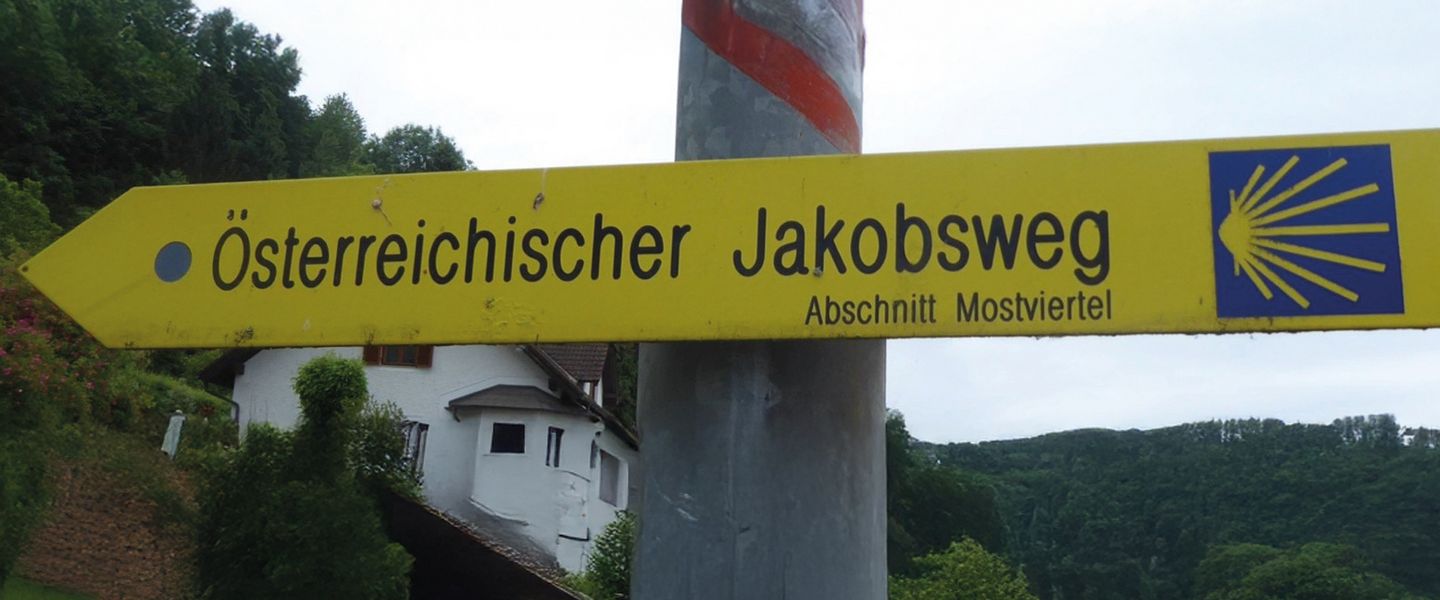 Österreichischer Jakobsweg
Abschnitt Mostviertel